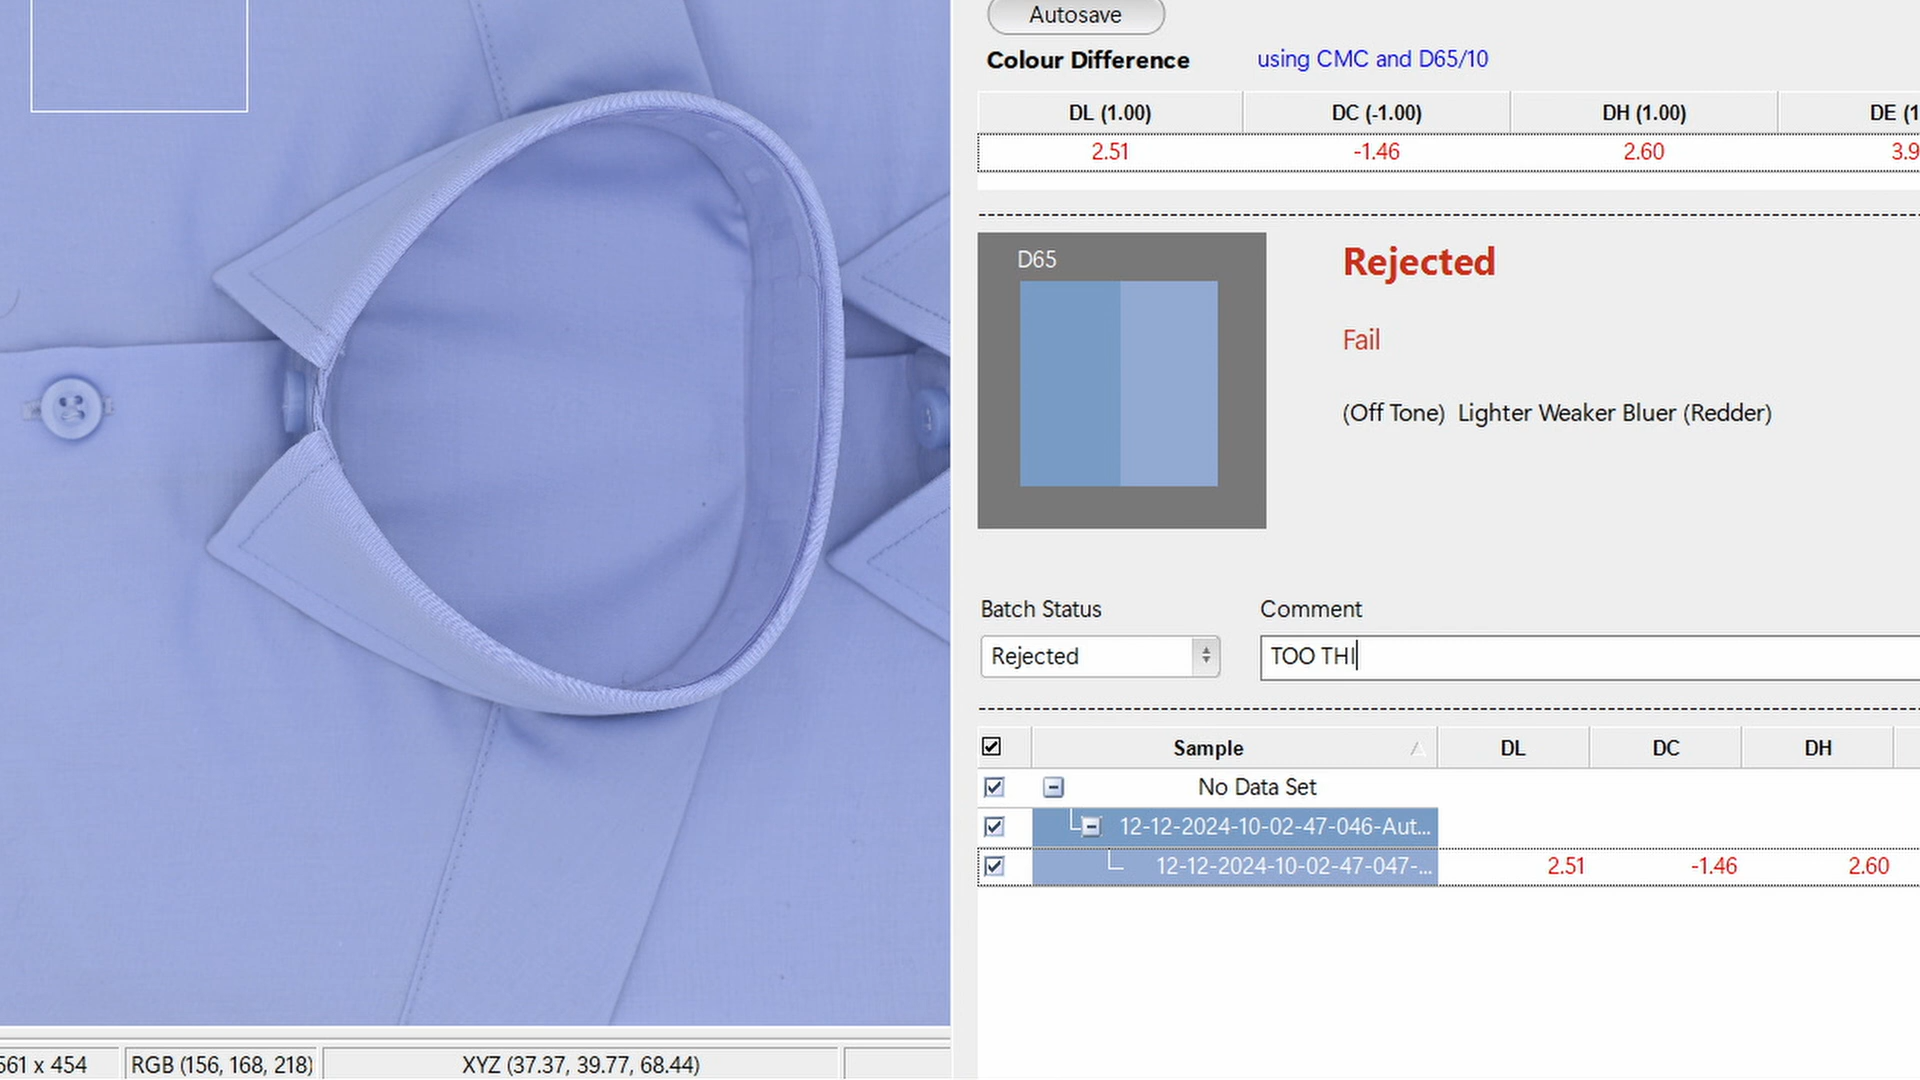 Autosave
Colour Difference using CMC and D65/10
DL (1.00) DC (-1.00) DH (1.00) DE (1
2.51 -1.46 2.60 3.9
D65
Rejected
Fail
(Off Tone) Lighter Weaker Bluer (Redder)
Batch Status Comment
Rejected TOO THI
Sample DL DC DH
No Data Set
12-12-2024-10-02-47-046-Aut...
12-12-2024-10-02-47-047-... 2.51 -1.46 2.60
561 x 454 RGB (156, 168, 218) XYZ (37.37, 39.77, 68.44)